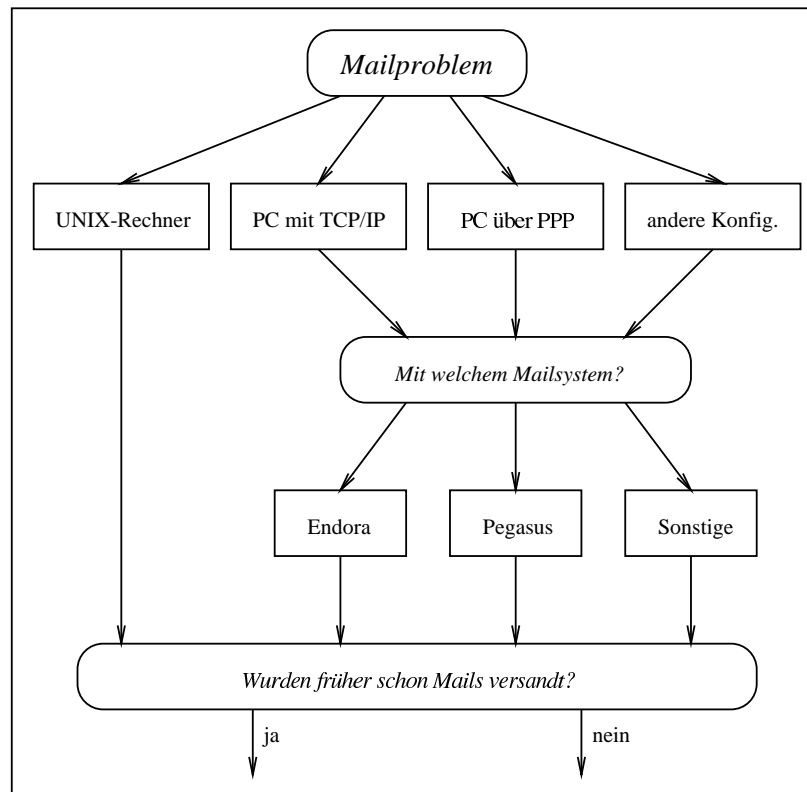 Mailproblem
UNIX-Rechner
PC mit TCP/IP
PC über PPP
andere Konfig.
Mit welchem Mailsystem?
Endora
Pegasus
Sonstige
Wurden früher schon Mails versandt?
ja
nein